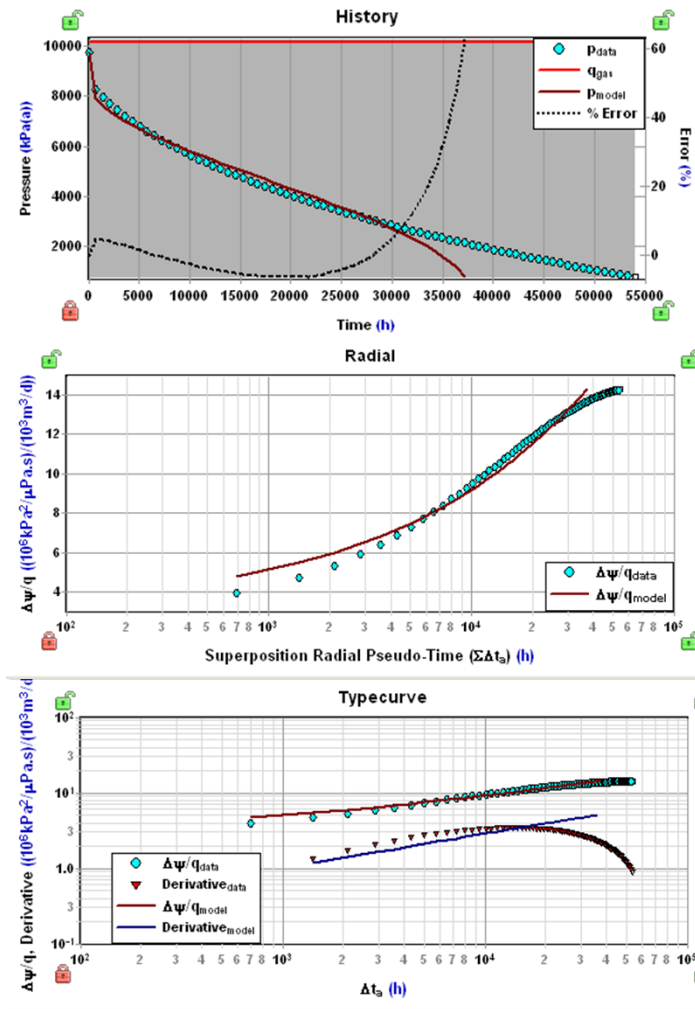 History
10000
8000
6000
4000
2000
Pressure (kPa(a))
60
40
20
0
Error (%)
pdata
qgas
pmodel
% Error
0 5000 10000 15000 20000 25000 30000 35000 40000 45000 50000 55000
Time (h)
Radial
14
12
10
8
6
4
Δψ/q ((10⁶kPa²/μPa.s)/(10³m³/d))
Δψ/qdata
Δψ/qmodel
10² 2 3 4 5 6 7 8 10³ 2 3 4 5 6 7 8 10⁴ 2 3 4 5 6 7 8 10⁵
Superposition Radial Pseudo-Time (ΣΔta) (h)
Typecurve
10²
3
10¹
3
1.0
3
10⁻¹
Δψ/q, Derivative ((10⁶kPa²/μPa.s)/(10³m³/d
Δψ/qdata
Derivativedata
Δψ/qmodel
Derivativemodel
10² 2 3 4 5 6 7 8 10³ 2 3 4 5 6 7 8 10⁴ 2 3 4 5 6 7 8 10⁵
Δta (h)